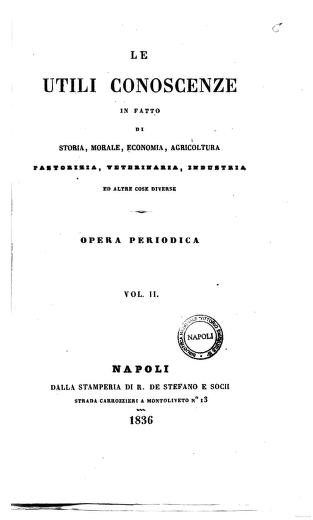 LE
UTILI CONOSCENZE
IN FATTO
DI
STORIA, MORALE, ECONOMIA, AGRICOLTURA
PASTORIZIA, VETERINARIA, INDUSTRIA
ED ALTRE COSE DIVERSE
OPERA PERIODICA
VOL. II.
NAPOLI
NAPOLI
DALLA STAMPERIA DI R. DE STEFANO E SOCII
STRADA CARROZZIERI A MONTOLIVETO Nº 13
1836